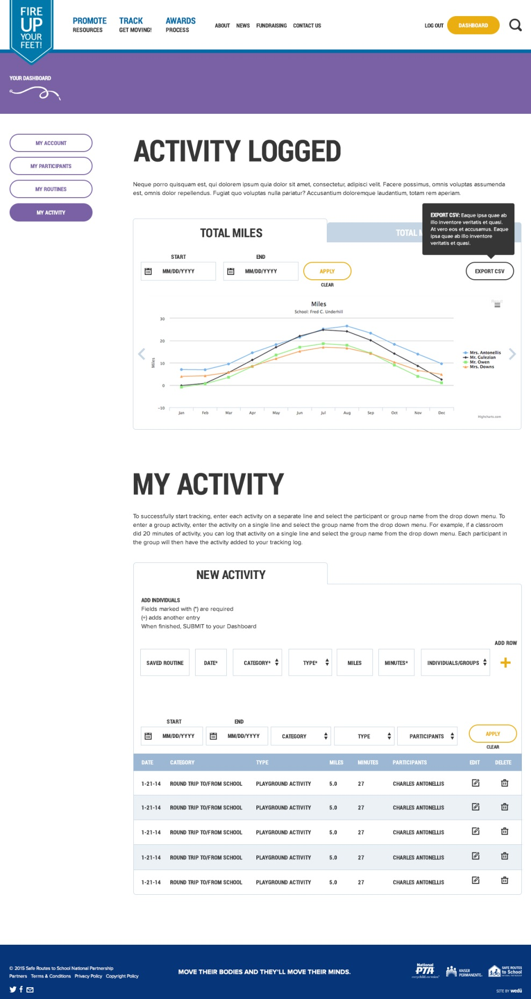 FIRE
UP
YOUR
FEET!
PROMOTE
RESOURCES
TRACK
GET MOVING!
AWARDS
PROCESS
ABOUT NEWS FUNDRAISING CONTACT US
LOG OUT
DASHBOARD
YOUR DASHBOARD
MY ACCOUNT
MY PARTICIPANTS
MY ROUTINES
MY ACTIVITY
ACTIVITY LOGGED
Neque porro quisquam est, qui dolorem ipsum quia dolor sit amet, consectetur, adipisci velit. Facere possimus, omnis voluptas assumenda
est, omnis dolor repellendus. Fugiat quo voluptas nulla pariatur? Accusantium doloremque laudantium, totam rem aperiam.
EXPORT CSV: Eaque ipsa quae ab
illo inventore veritatis et quasi.
At vero eos et accusamus. Eaque
ipsa quae ab illo inventore
veritatis et quasi.
TOTAL MILES
TOTAL
START
END
MM/DD/YYYY
MM/DD/YYYY
APPLY
CLEAR
EXPORT CSV
Miles
School: Fred C. Underhill
30
20
10
0
-10
Miles
Jan Feb Mar Apr May Jun Jul Aug Sep Oct Nov Dec
Mrs. Antonellis
Mr. Gulezian
Mr. Owen
Mrs. Downs
Highcharts.com
MY ACTIVITY
To successfully start tracking, enter each activity on a separate line and select the participant or group name from the drop down menu. To
enter a group activity, enter the activity on a single line and select the group name from the drop down menu. For example, if a classroom
did 20 minutes of activity, you can log that activity on a single line and select the group name from the drop down menu. Each participant in
the group will then have the activity added to your tracking log.
NEW ACTIVITY
ADD INDIVIDUALS
Fields marked with (*) are required
(+) adds another entry
When finished, SUBMIT to your Dashboard
ADD ROW
SAVED ROUTINE DATE* CATEGORY* TYPE* MILES MINUTES* INDIVIDUALS/GROUPS
START
END
MM/DD/YYYY MM/DD/YYYY CATEGORY TYPE PARTICIPANTS
APPLY
CLEAR
DATE CATEGORY TYPE MILES MINUTES PARTICIPANTS EDIT DELETE
1-21-14 ROUND TRIP TO/FROM SCHOOL PLAYGROUND ACTIVITY 5.0 27 CHARLES ANTONELLIS
1-21-14 ROUND TRIP TO/FROM SCHOOL PLAYGROUND ACTIVITY 5.0 27 CHARLES ANTONELLIS
1-21-14 ROUND TRIP TO/FROM SCHOOL PLAYGROUND ACTIVITY 5.0 27 CHARLES ANTONELLIS
1-21-14 ROUND TRIP TO/FROM SCHOOL PLAYGROUND ACTIVITY 5.0 27 CHARLES ANTONELLIS
1-21-14 ROUND TRIP TO/FROM SCHOOL PLAYGROUND ACTIVITY 5.0 27 CHARLES ANTONELLIS
© 2015 Safe Routes to School National Partnership
Partners Terms & Conditions Privacy Policy Copyright Policy
MOVE THEIR BODIES AND THEY'LL MOVE THEIR MINDS.
National
PTA
everychild.onevoice.
KAISER
PERMANENTE.
SAFE ROUTES
to School
NATIONAL PARTNERSHIP
SITE BY wedü